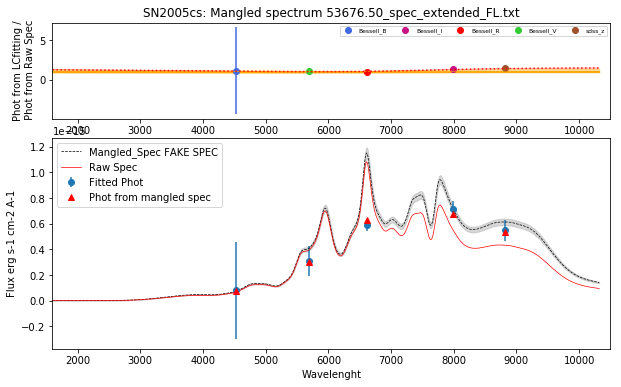 SN2005cs: Mangled spectrum 53676.50_spec_extended_FL.txt
Phot from LCfitting /
Phot from Raw Spec
5
0
Bessell_B
Bessell_I
Bessell_R
Bessell_V
sdss_z
2000 3000 4000 5000 6000 7000 8000 9000 10000
1e-15
Flux erg s-1 cm-2 A-1
1.2
1.0
0.8
0.6
0.4
0.2
0.0
−0.2
Mangled_Spec FAKE SPEC
Raw Spec
Fitted Phot
Phot from mangled spec
2000 3000 4000 5000 6000 7000 8000 9000 10000
Wavelenght